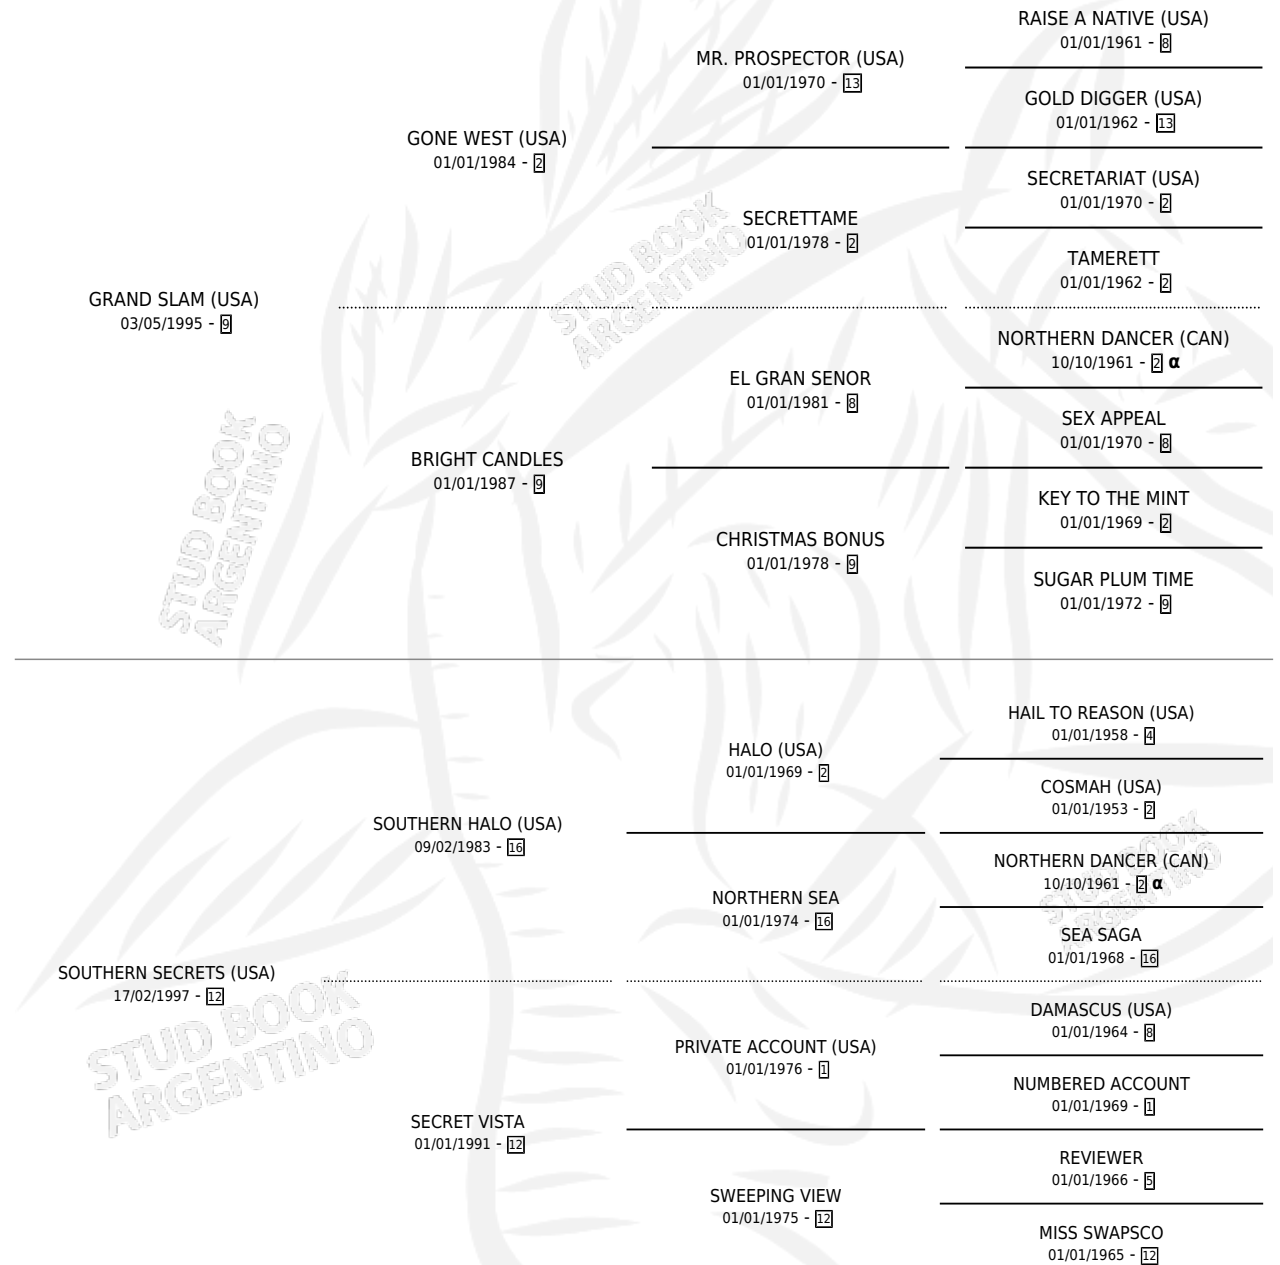 RAISE A NATIVE (USA)
01/01/1961 - 8
MR. PROSPECTOR (USA)
01/01/1970 - 13
GOLD DIGGER (USA)
01/01/1962 - 13
GONE WEST (USA)
01/01/1984 - 2
SECRETARIAT (USA)
01/01/1970 - 2
SECRETTAME
01/01/1978 - 2
TAMERETT
01/01/1962 - 2
GRAND SLAM (USA)
03/05/1995 - 9
NORTHERN DANCER (CAN)
10/10/1961 - 2 α
EL GRAN SENOR
01/01/1981 - 8
SEX APPEAL
01/01/1970 - 8
BRIGHT CANDLES
01/01/1987 - 9
KEY TO THE MINT
01/01/1969 - 2
CHRISTMAS BONUS
01/01/1978 - 9
SUGAR PLUM TIME
01/01/1972 - 9
HAIL TO REASON (USA)
01/01/1958 - 4
HALO (USA)
01/01/1969 - 2
COSMAH (USA)
01/01/1953 - 2
SOUTHERN HALO (USA)
09/02/1983 - 16
NORTHERN DANCER (CAN)
10/10/1961 - 2 α
NORTHERN SEA
01/01/1974 - 16
SEA SAGA
01/01/1968 - 16
SOUTHERN SECRETS (USA)
17/02/1997 - 12
DAMASCUS (USA)
01/01/1964 - 8
PRIVATE ACCOUNT (USA)
01/01/1976 - 1
NUMBERED ACCOUNT
01/01/1969 - 1
SECRET VISTA
01/01/1991 - 12
REVIEWER
01/01/1966 - 5
SWEEPING VIEW
01/01/1975 - 12
MISS SWAPSCO
01/01/1965 - 12
STUD BOOK
ARGENTINO
STUD BOOK
ARGENTINO
STUD BOOK
ARGENTINO
STUD BOOK
ARGENTINO